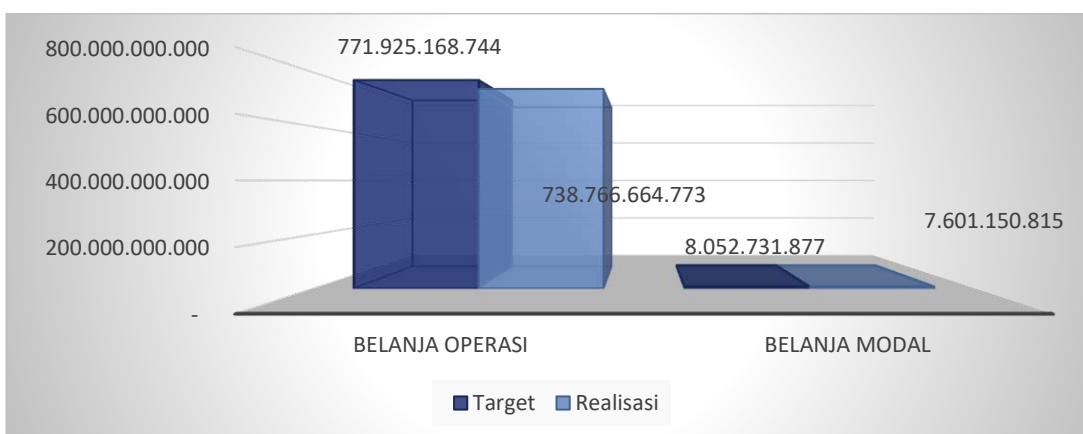 800.000.000.000
771.925.168.744
600.000.000.000
400.000.000.000
738.766.664.773
7.601.150.815
200.000.000.000
8.052.731.877
-
BELANJA OPERASI
BELANJA MODAL
Target
Realisasi